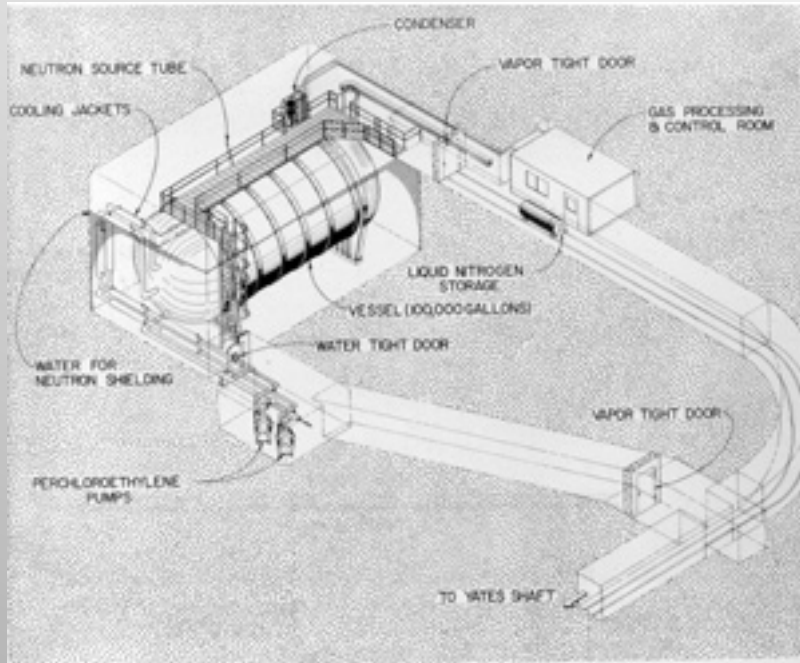 CONDENSER
NEUTRON SOURCE TUBE
VAPOR TIGHT DOOR
COOLING JACKETS
GAS PROCESSING
& CONTROL ROOM
LIQUID NITROGEN
STORAGE
VESSEL (100,000 GALLONS)
WATER TIGHT DOOR
WATER FOR
NEUTRON SHIELDING
VAPOR TIGHT DOOR
PERCHLOROETHYLENE
PUMPS
TO YATES SHAFT